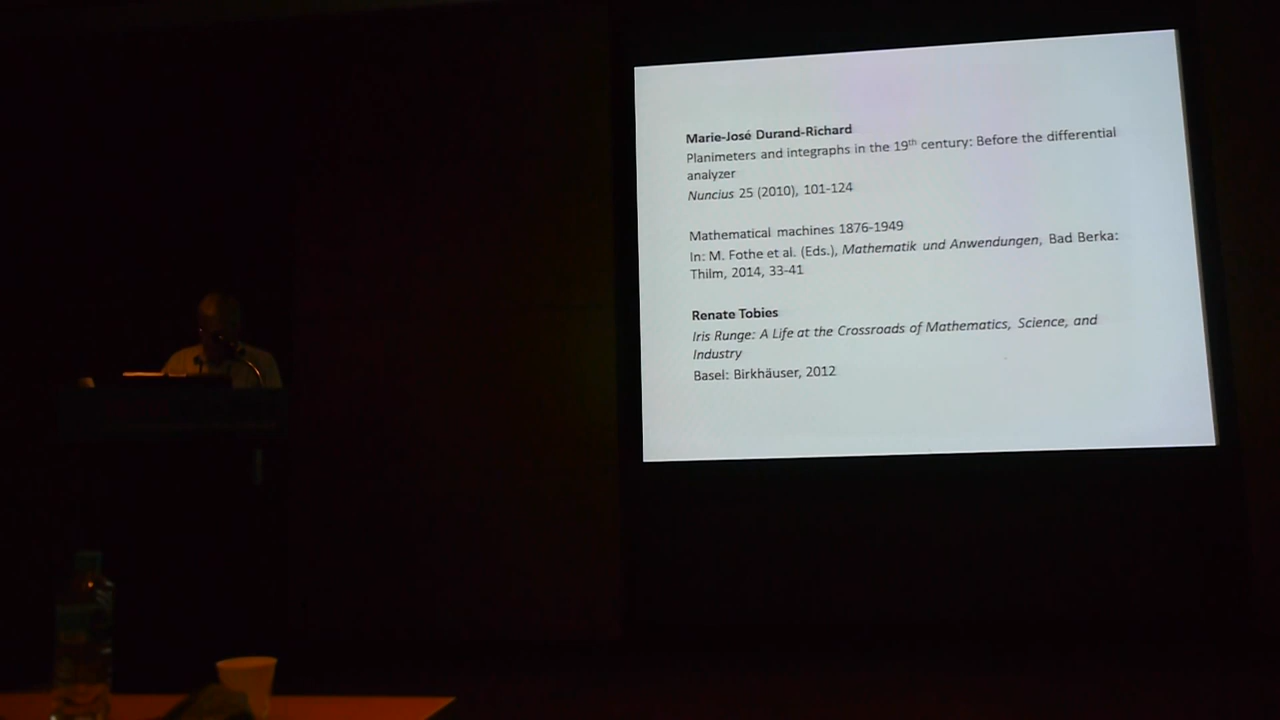 Marie-José Durand-Richard
Planimeters and integraphs in the 19th century: Before the differential
analyzer
Nuncius 25 (2010), 101-124
Mathematical machines 1876-1949
In: M. Fothe et al. (Eds.), Mathematik und Anwendungen, Bad Berka:
Thilm, 2014, 33-41
Renate Tobies
Iris Runge: A Life at the Crossroads of Mathematics, Science, and
Industry
Basel: Birkhäuser, 2012